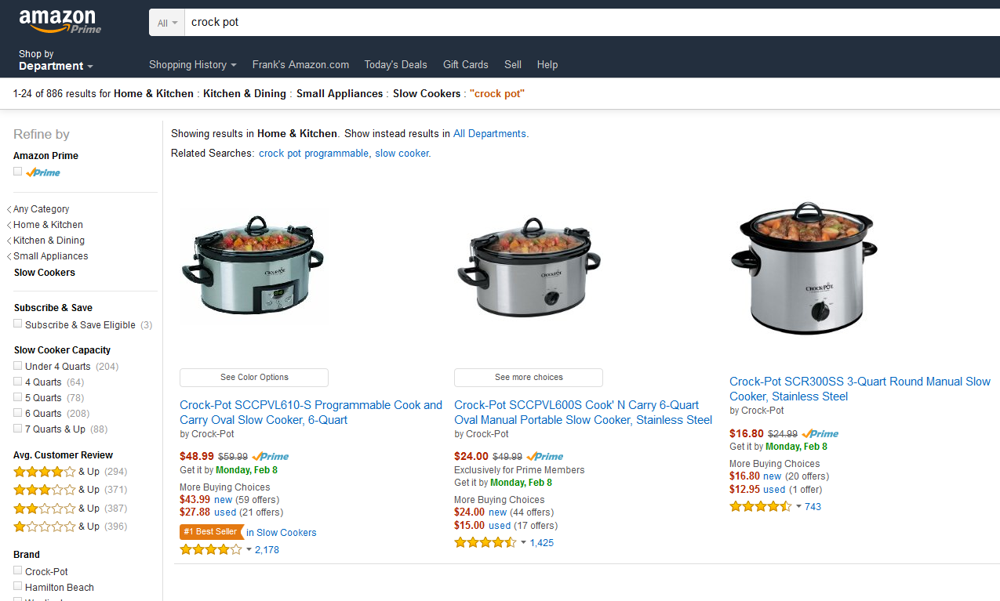 amazon
Prime
All
crock pot
Shop by
Department
Shopping History
Frank's Amazon.com
Today's Deals
Gift Cards
Sell
Help
1-24 of 886 results for Home & Kitchen : Kitchen & Dining : Small Appliances : Slow Cookers : "crock pot"
Refine by
Amazon Prime
Prime
Any Category
Home & Kitchen
Kitchen & Dining
Small Appliances
Slow Cookers
Subscribe & Save
Subscribe & Save Eligible (3)
Slow Cooker Capacity
Under 4 Quarts (204)
4 Quarts (64)
5 Quarts (78)
6 Quarts (208)
7 Quarts & Up (88)
Avg. Customer Review
& Up (294)
& Up (371)
& Up (387)
& Up (396)
Brand
Crock-Pot
Hamilton Beach
Showing results in Home & Kitchen. Show instead results in All Departments.
Related Searches: crock pot programmable, slow cooker.
CROCK-POT
See Color Options
Crock-Pot SCCPVL610-S Programmable Cook and
Carry Oval Slow Cooker, 6-Quart
by Crock-Pot
$48.99 $59.99 Prime
Get it by Monday, Feb 8
More Buying Choices
$43.99 new (59 offers)
$27.88 used (21 offers)
#1 Best Seller in Slow Cookers
2,178
CROCK-POT
See more choices
Crock-Pot SCCPVL600S Cook' N Carry 6-Quart
Oval Manual Portable Slow Cooker, Stainless Steel
by Crock-Pot
$24.00 $49.99 Prime
Exclusively for Prime Members
Get it by Monday, Feb 8
More Buying Choices
$24.00 new (44 offers)
$15.00 used (17 offers)
1,425
CROCK-POT
Crock-Pot SCR300SS 3-Quart Round Manual Slow
Cooker, Stainless Steel
by Crock-Pot
$16.80 $24.99 Prime
Get it by Monday, Feb 8
More Buying Choices
$16.80 new (20 offers)
$12.95 used (1 offer)
743